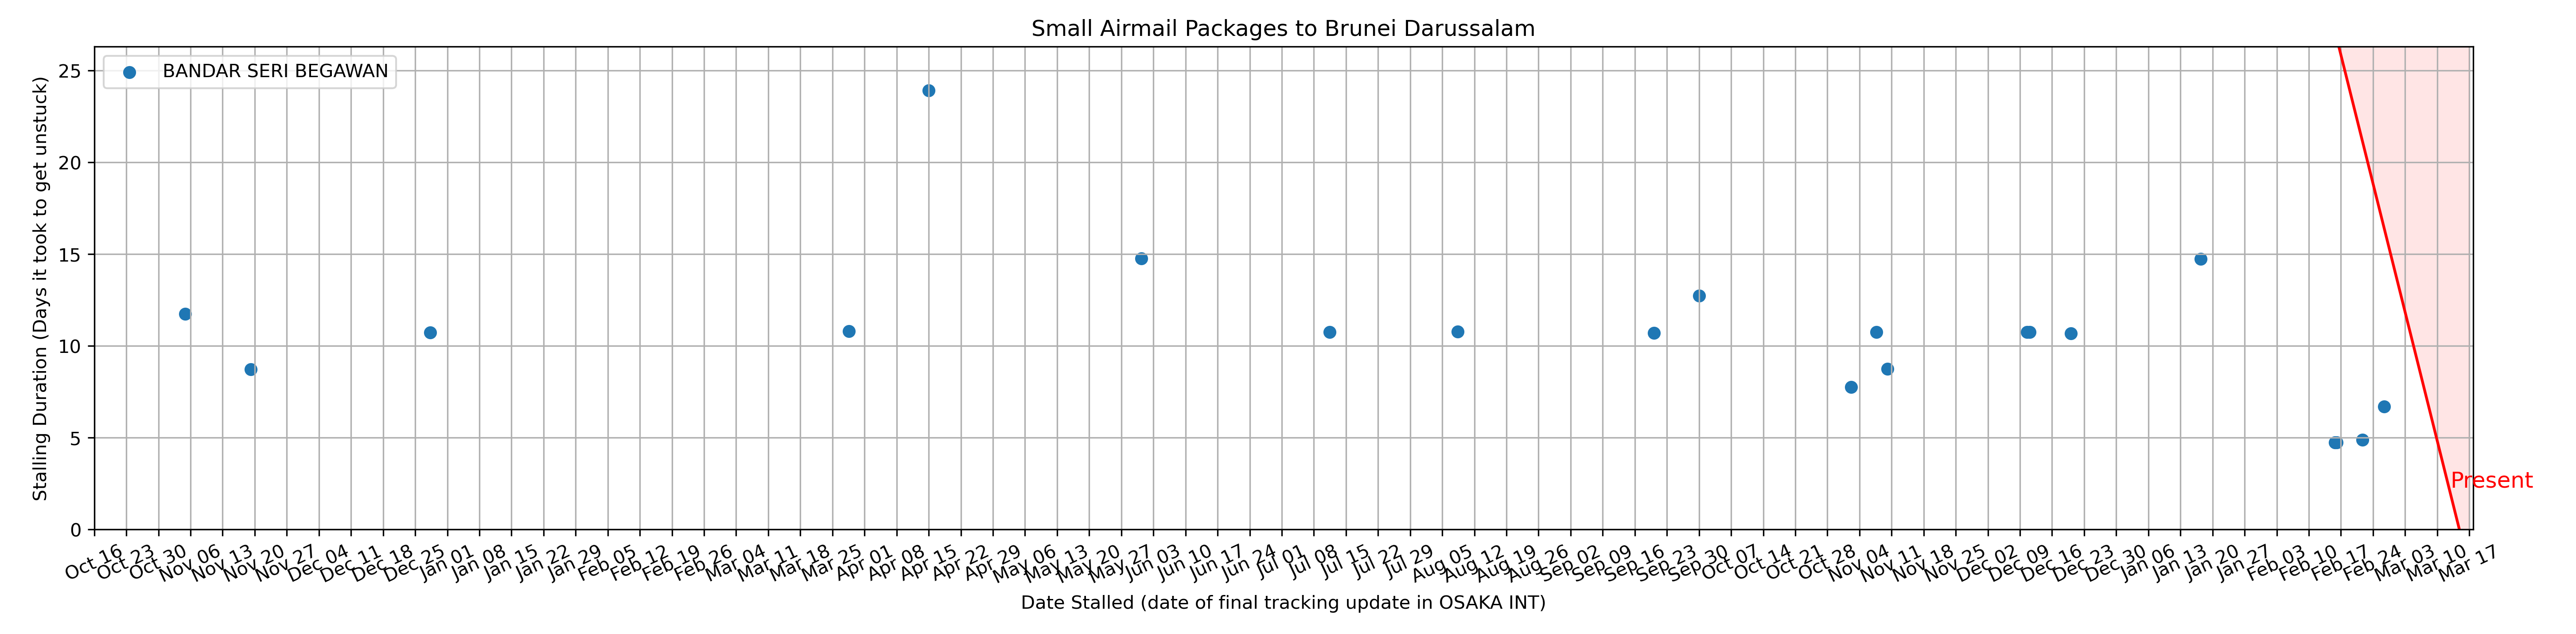 Small Airmail Packages to Brunei Darussalam
BANDAR SERI BEGAWAN
Stalling Duration (Days it took to get unstuck)
25
20
15
10
5
0
Present
Oct 16
Oct 23
Oct 30
Nov 06
Nov 13
Nov 20
Nov 27
Dec 04
Dec 11
Dec 18
Dec 25
Jan 01
Jan 08
Jan 15
Jan 22
Jan 29
Feb 05
Feb 12
Feb 19
Feb 26
Mar 04
Mar 11
Mar 18
Mar 25
Apr 01
Apr 08
Apr 15
Apr 22
Apr 29
May 06
May 13
May 20
May 27
Jun 03
Jun 10
Jun 17
Jun 24
Jul 01
Jul 08
Jul 15
Jul 22
Jul 29
Aug 05
Aug 12
Aug 19
Aug 26
Sep 02
Sep 09
Sep 16
Sep 23
Sep 30
Oct 07
Oct 14
Oct 21
Oct 28
Nov 04
Nov 11
Nov 18
Nov 25
Dec 02
Dec 09
Dec 16
Dec 23
Dec 30
Jan 06
Jan 13
Jan 20
Jan 27
Feb 03
Feb 10
Feb 17
Feb 24
Mar 03
Mar 10
Mar 17
Date Stalled (date of final tracking update in OSAKA INT)